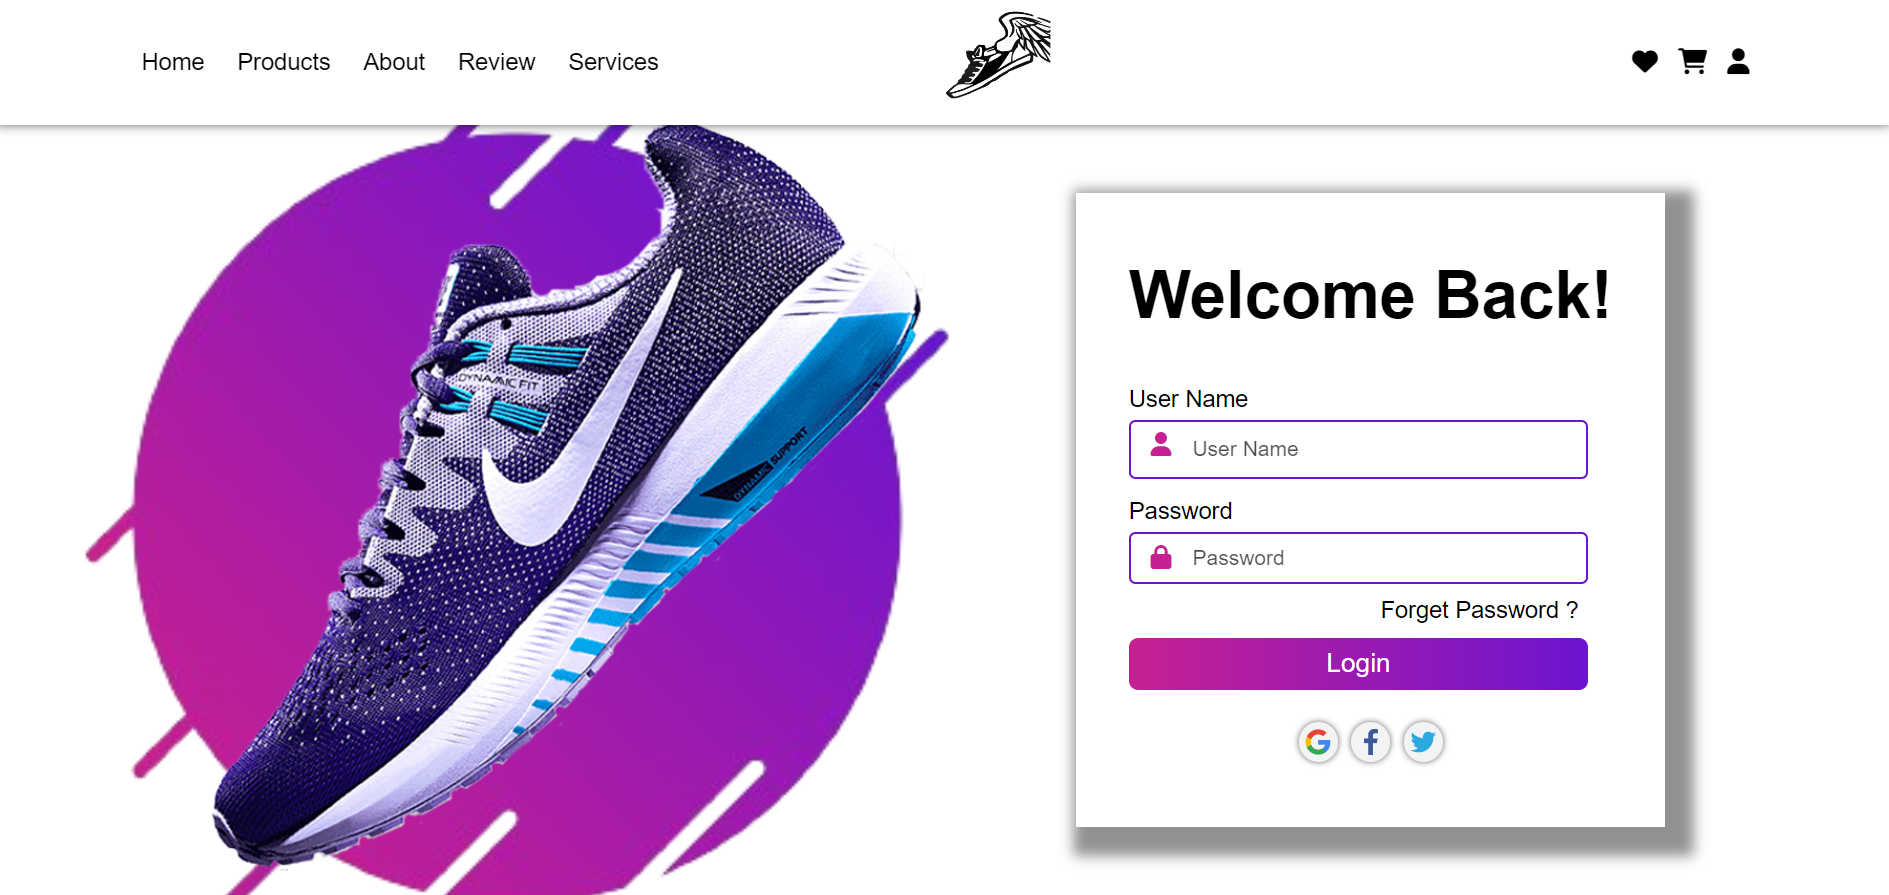 Home Products About Review Services
DYNAMIC FIT
DYNAMIC SUPPORT
Welcome Back!
User Name
User Name
Password
Password
Forget Password ?
Login